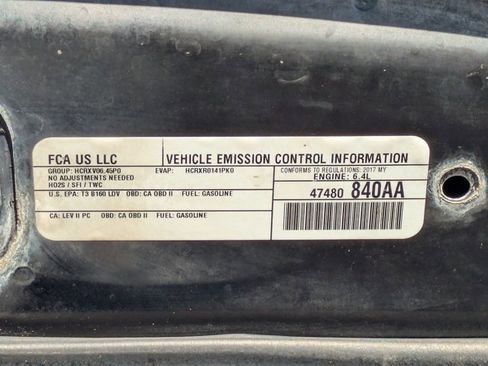 FCA US LLC
VEHICLE EMISSION CONTROL INFORMATION
GROUP: HCRXV06.45P0 EVAP: HCRXR0141PK0
NO ADJUSTMENTS NEEDED
HO2S / SFI / TWC
CONFORMS TO REGULATIONS: 2017 MY
ENGINE: 6.4L
U.S. EPA: T3 B160 LDV OBD: CA OBD II FUEL: GASOLINE
47480 840AA
CA: LEV II PC OBD: CA OBD II FUEL: GASOLINE